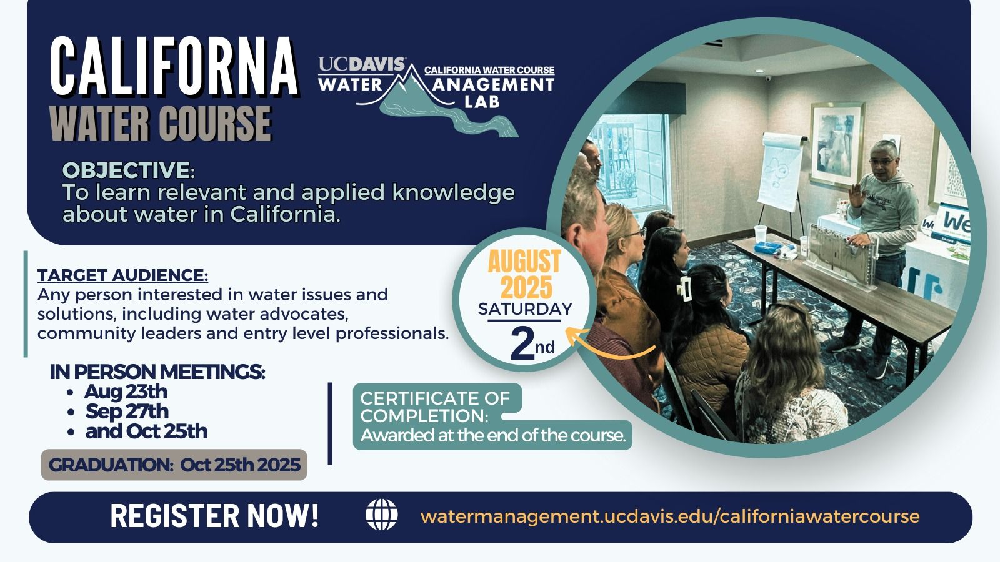 CALIFORNA
WATER COURSE
UCDAVIS
CALIFORNIA WATER COURSE
WATER ANAGEMENT
LAB
OBJECTIVE:
To learn relevant and applied knowledge
about water in California.
TARGET AUDIENCE:
Any person interested in water issues and
solutions, including water advocates,
community leaders and entry level professionals.
AUGUST
2025
SATURDAY
2nd
IN PERSON MEETINGS:
• Aug 23th
• Sep 27th
• and Oct 25th
GRADUATION: Oct 25th 2025
CERTIFICATE OF
COMPLETION:
Awarded at the end of the course.
We
We
REGISTER NOW!
watermanagement.ucdavis.edu/californiawatercourse